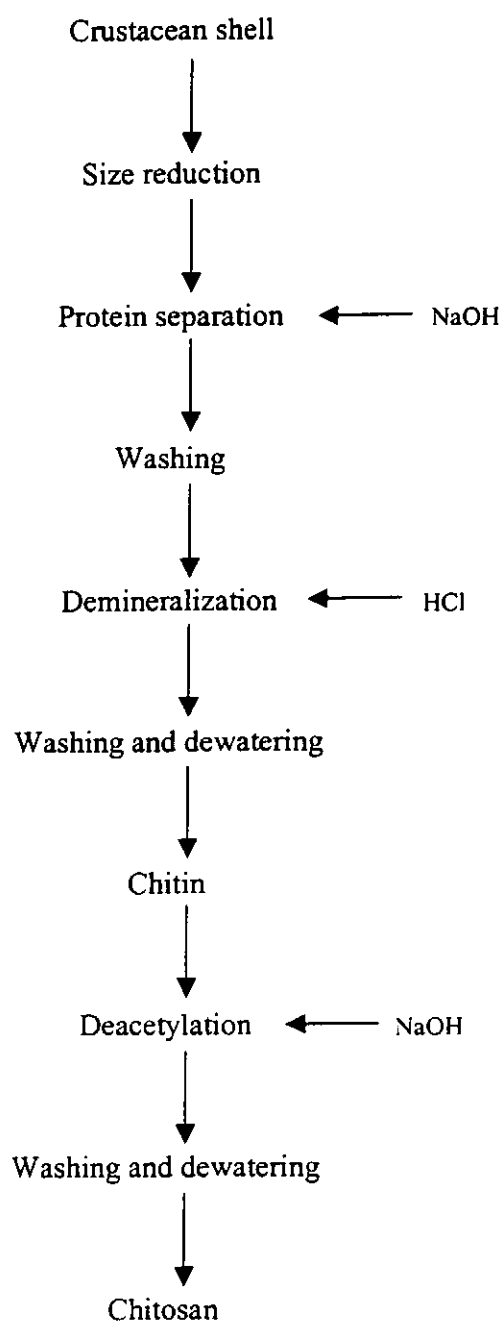 Crustacean shell
Size reduction
Protein separation
NaOH
Washing
Demineralization
HCl
Washing and dewatering
Chitin
Deacetylation
NaOH
Washing and dewatering
Chitosan